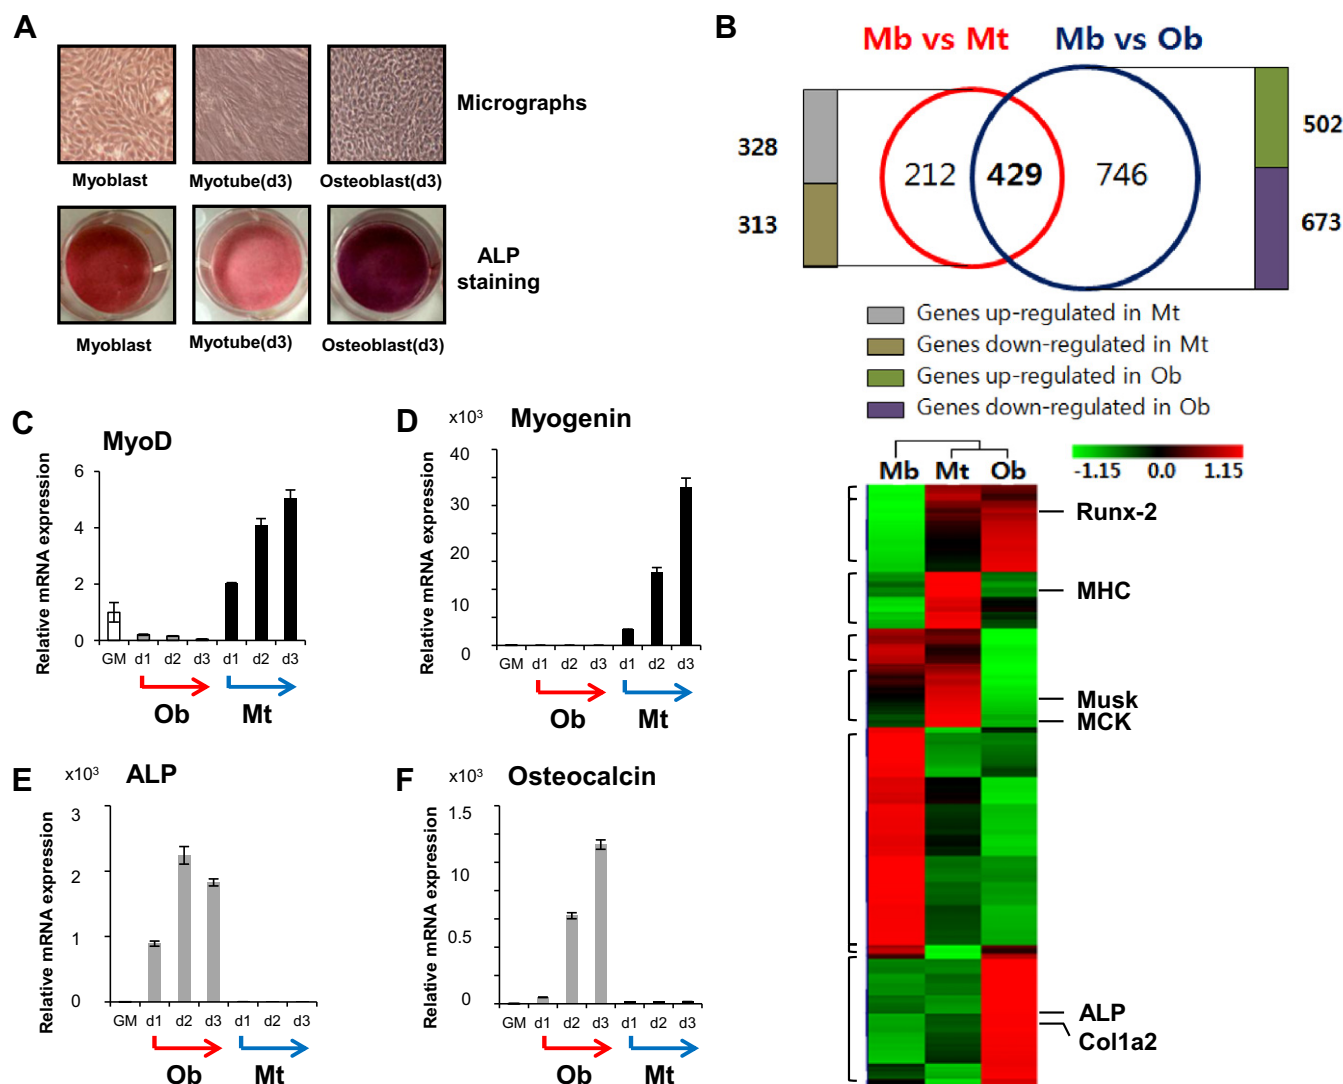 A
Micrographs
Myoblast
Myotube(d3)
Osteoblast(d3)
ALP
staining
Myoblast
Myotube(d3)
Osteoblast(d3)
B
Mb vs Mt
Mb vs Ob
328
313
212
429
746
502
673
Genes up-regulated in Mt
Genes down-regulated in Mt
Genes up-regulated in Ob
Genes down-regulated in Ob
Mb
Mt
Ob
-1.15
0.0
1.15
Runx-2
MHC
Musk
MCK
ALP
Col1a2
C
MyoD
Relative mRNA expression
6
4
2
0
GM
d1
d2
d3
d1
d2
d3
Ob
Mt
D
x10³
Myogenin
Relative mRNA expression
40
30
20
10
0
GM
d1
d2
d3
d1
d2
d3
Ob
Mt
E
x10³
ALP
Relative mRNA expression
3
2
1
0
GM
d1
d2
d3
d1
d2
d3
Ob
Mt
F
x10³
Osteocalcin
Relative mRNA expression
1.5
10
0.5
0
GM
d1
d2
d3
d1
d2
d3
Ob
Mt